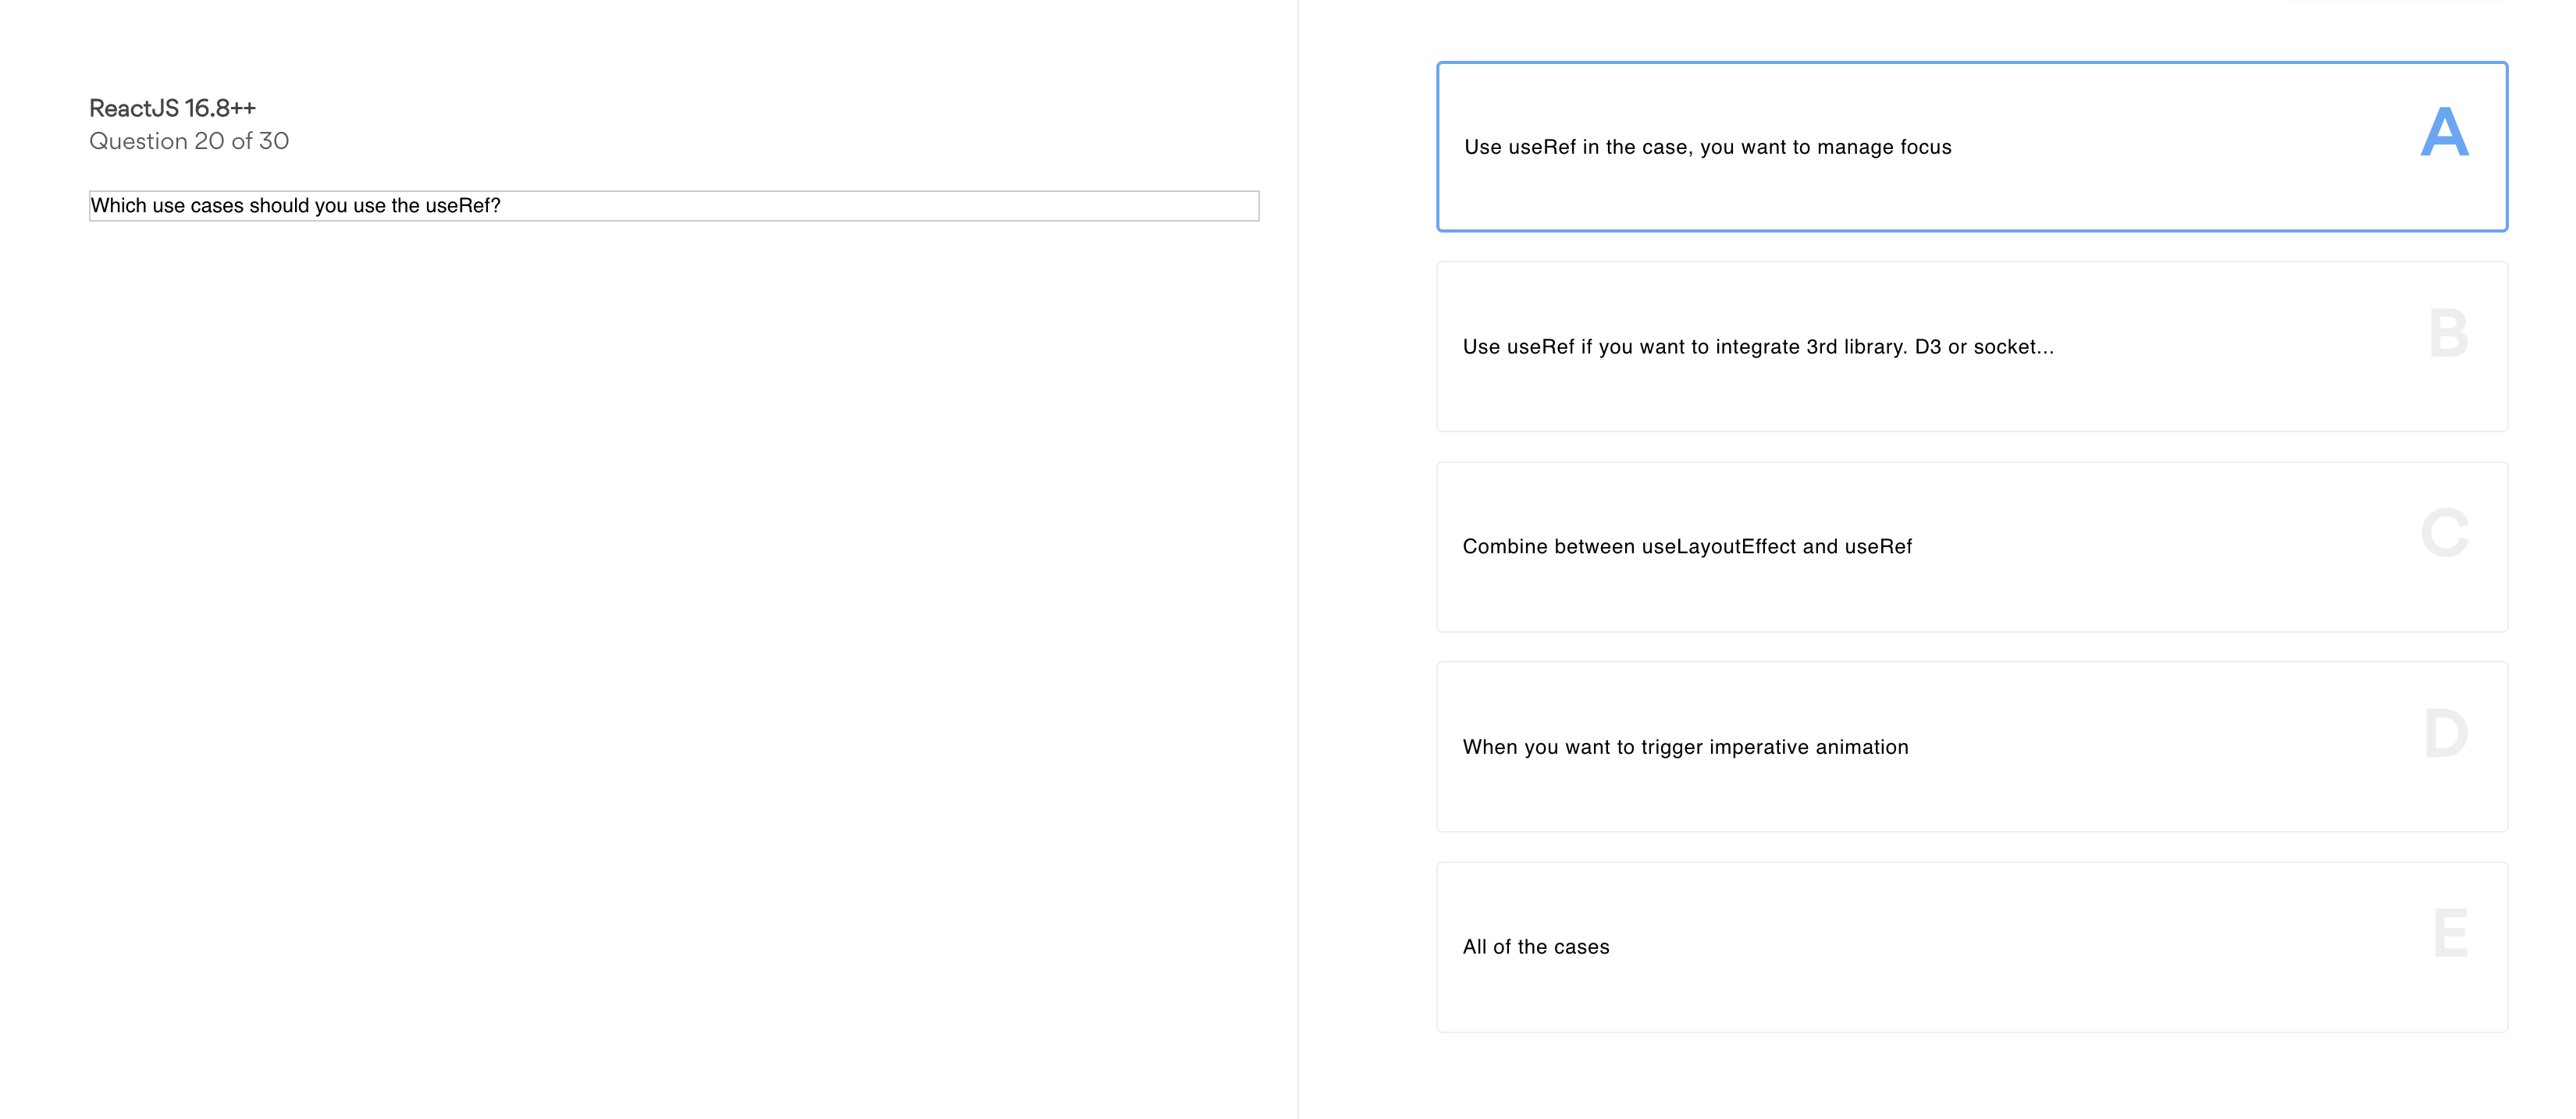 ReactJS 16.8++
Question 20 of 30
Which use cases should you use the useRef?
Use useRef in the case, you want to manage focus
A
Use useRef if you want to integrate 3rd library. D3 or socket...
B
Combine between useLayoutEffect and useRef
C
When you want to trigger imperative animation
D
All of the cases
E